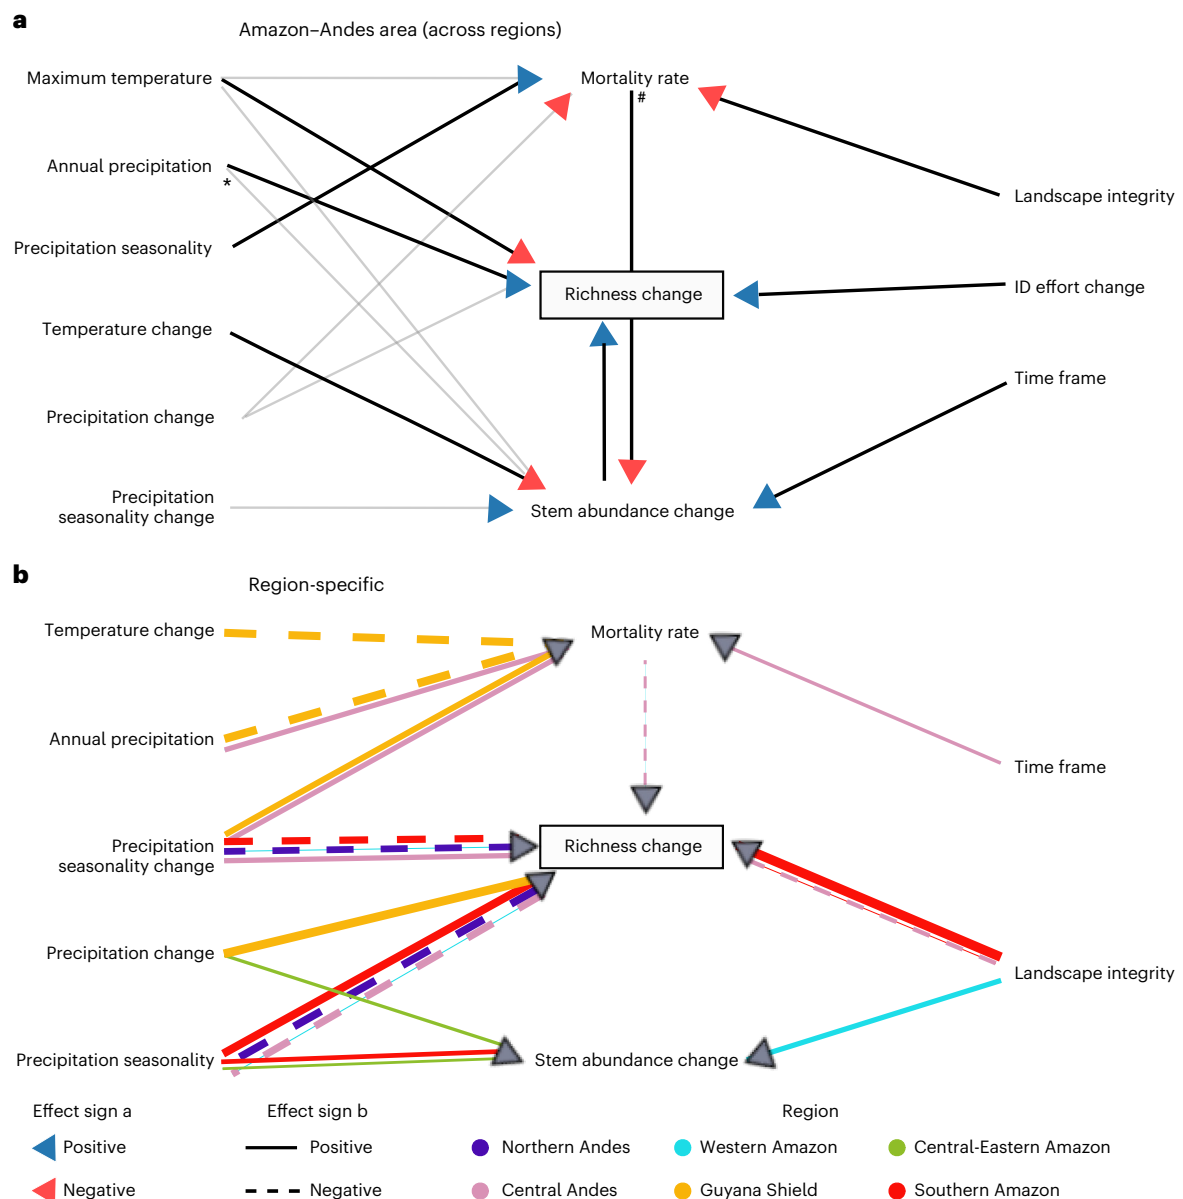 a
Amazon–Andes area (across regions)
Maximum temperature
Mortality rate
#
Annual precipitation
*
Landscape integrity
Precipitation seasonality
Richness change
ID effort change
Temperature change
Time frame
Precipitation change
Precipitation
seasonality change
Stem abundance change
b
Region-specific
Temperature change
Mortality rate
Annual precipitation
Time frame
Precipitation
seasonality change
Richness change
Precipitation change
Landscape integrity
Precipitation seasonality
Stem abundance change
Effect sign a
Positive
Negative
Effect sign b
Positive
Negative
Region
Northern Andes
Western Amazon
Central-Eastern Amazon
Central Andes
Guyana Shield
Southern Amazon